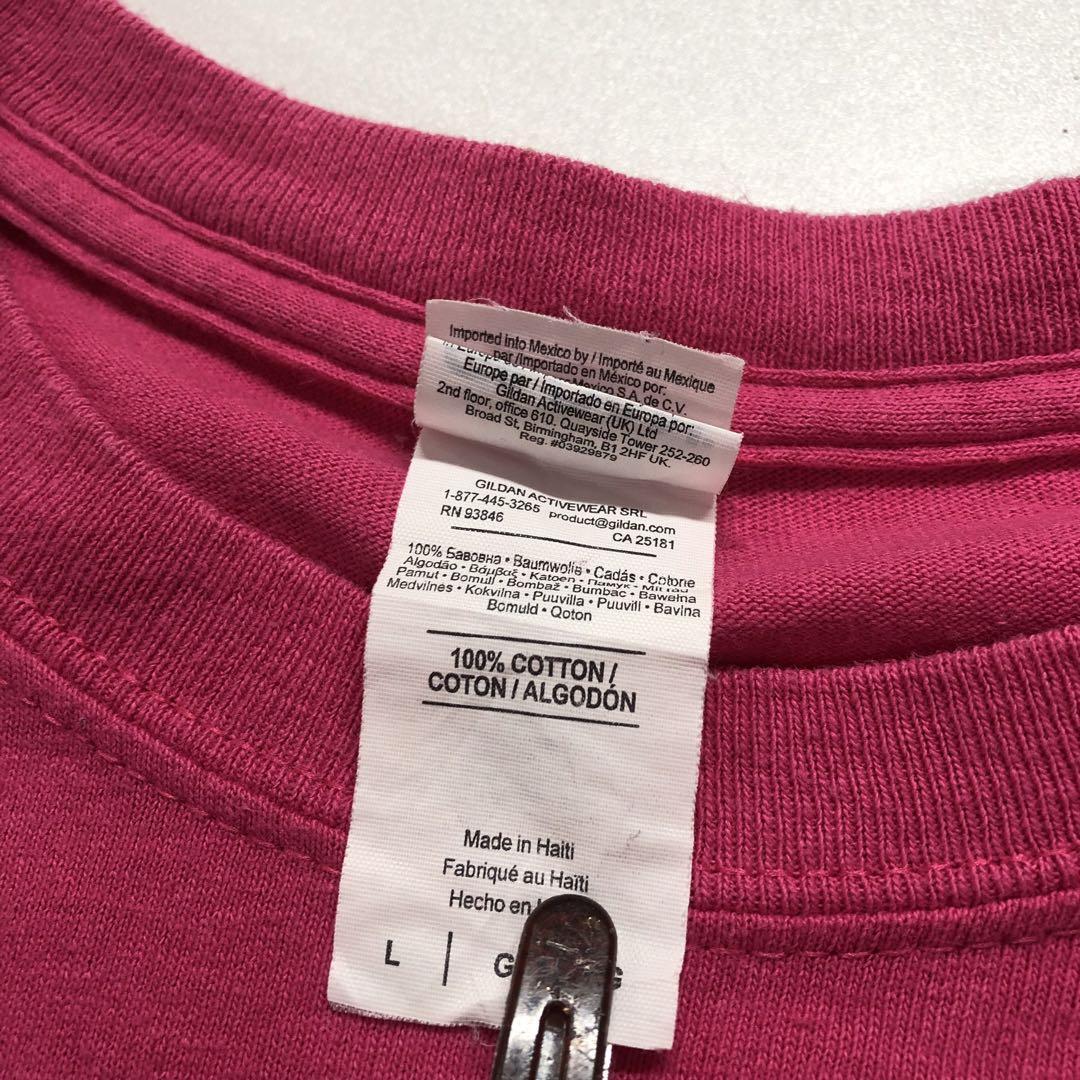 Imported into Mexico by / Importé au Mexique
par /Importado en México por:
Mexico S.A. de C.V.
Europe par / Importado en Europa por:
Gildan Activewear (UK) Ltd
2nd floor, office 610. Quayside Tower 252-260
Broad St, Birmingham, B1 2HF UK.
Reg. #03929879
GILDAN ACTIVEWEAR SRL
1-877-445-3265 product@gildan.com
RN 93846 CA 25181
100% Бавовна • Baumwolle • Cadás • Cotone
Algodão • Βάμβαξ • Katoen • Памук •
Pamut • Bomull • Bombaž • Bumbac • Bawełna
Medvilnes • Kokvilna • Puuvilla • Puuvill • Bavlna
Bomuld • Qoton
100% COTTON /
COTON / ALGODÓN
Made in Haiti
Fabriqué au Haïti
Hecho en
L | G G